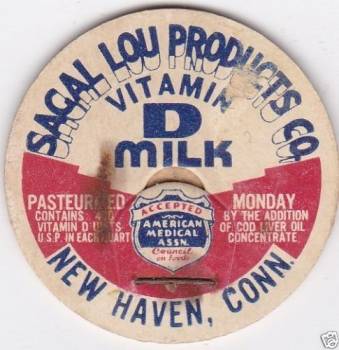 SAGAL LOU PRODUCTS CO.
VITAMIN
D
MILK
PASTEURIZED
CONTAINS 400
VITAMIN D UNITS
U.S.P. IN EACH QUART
ACCEPTED
AMERICAN
MEDICAL
ASSN.
Council
on Foods
MONDAY
BY THE ADDITION
OF COD LIVER OIL
CONCENTRATE
NEW HAVEN, CONN.